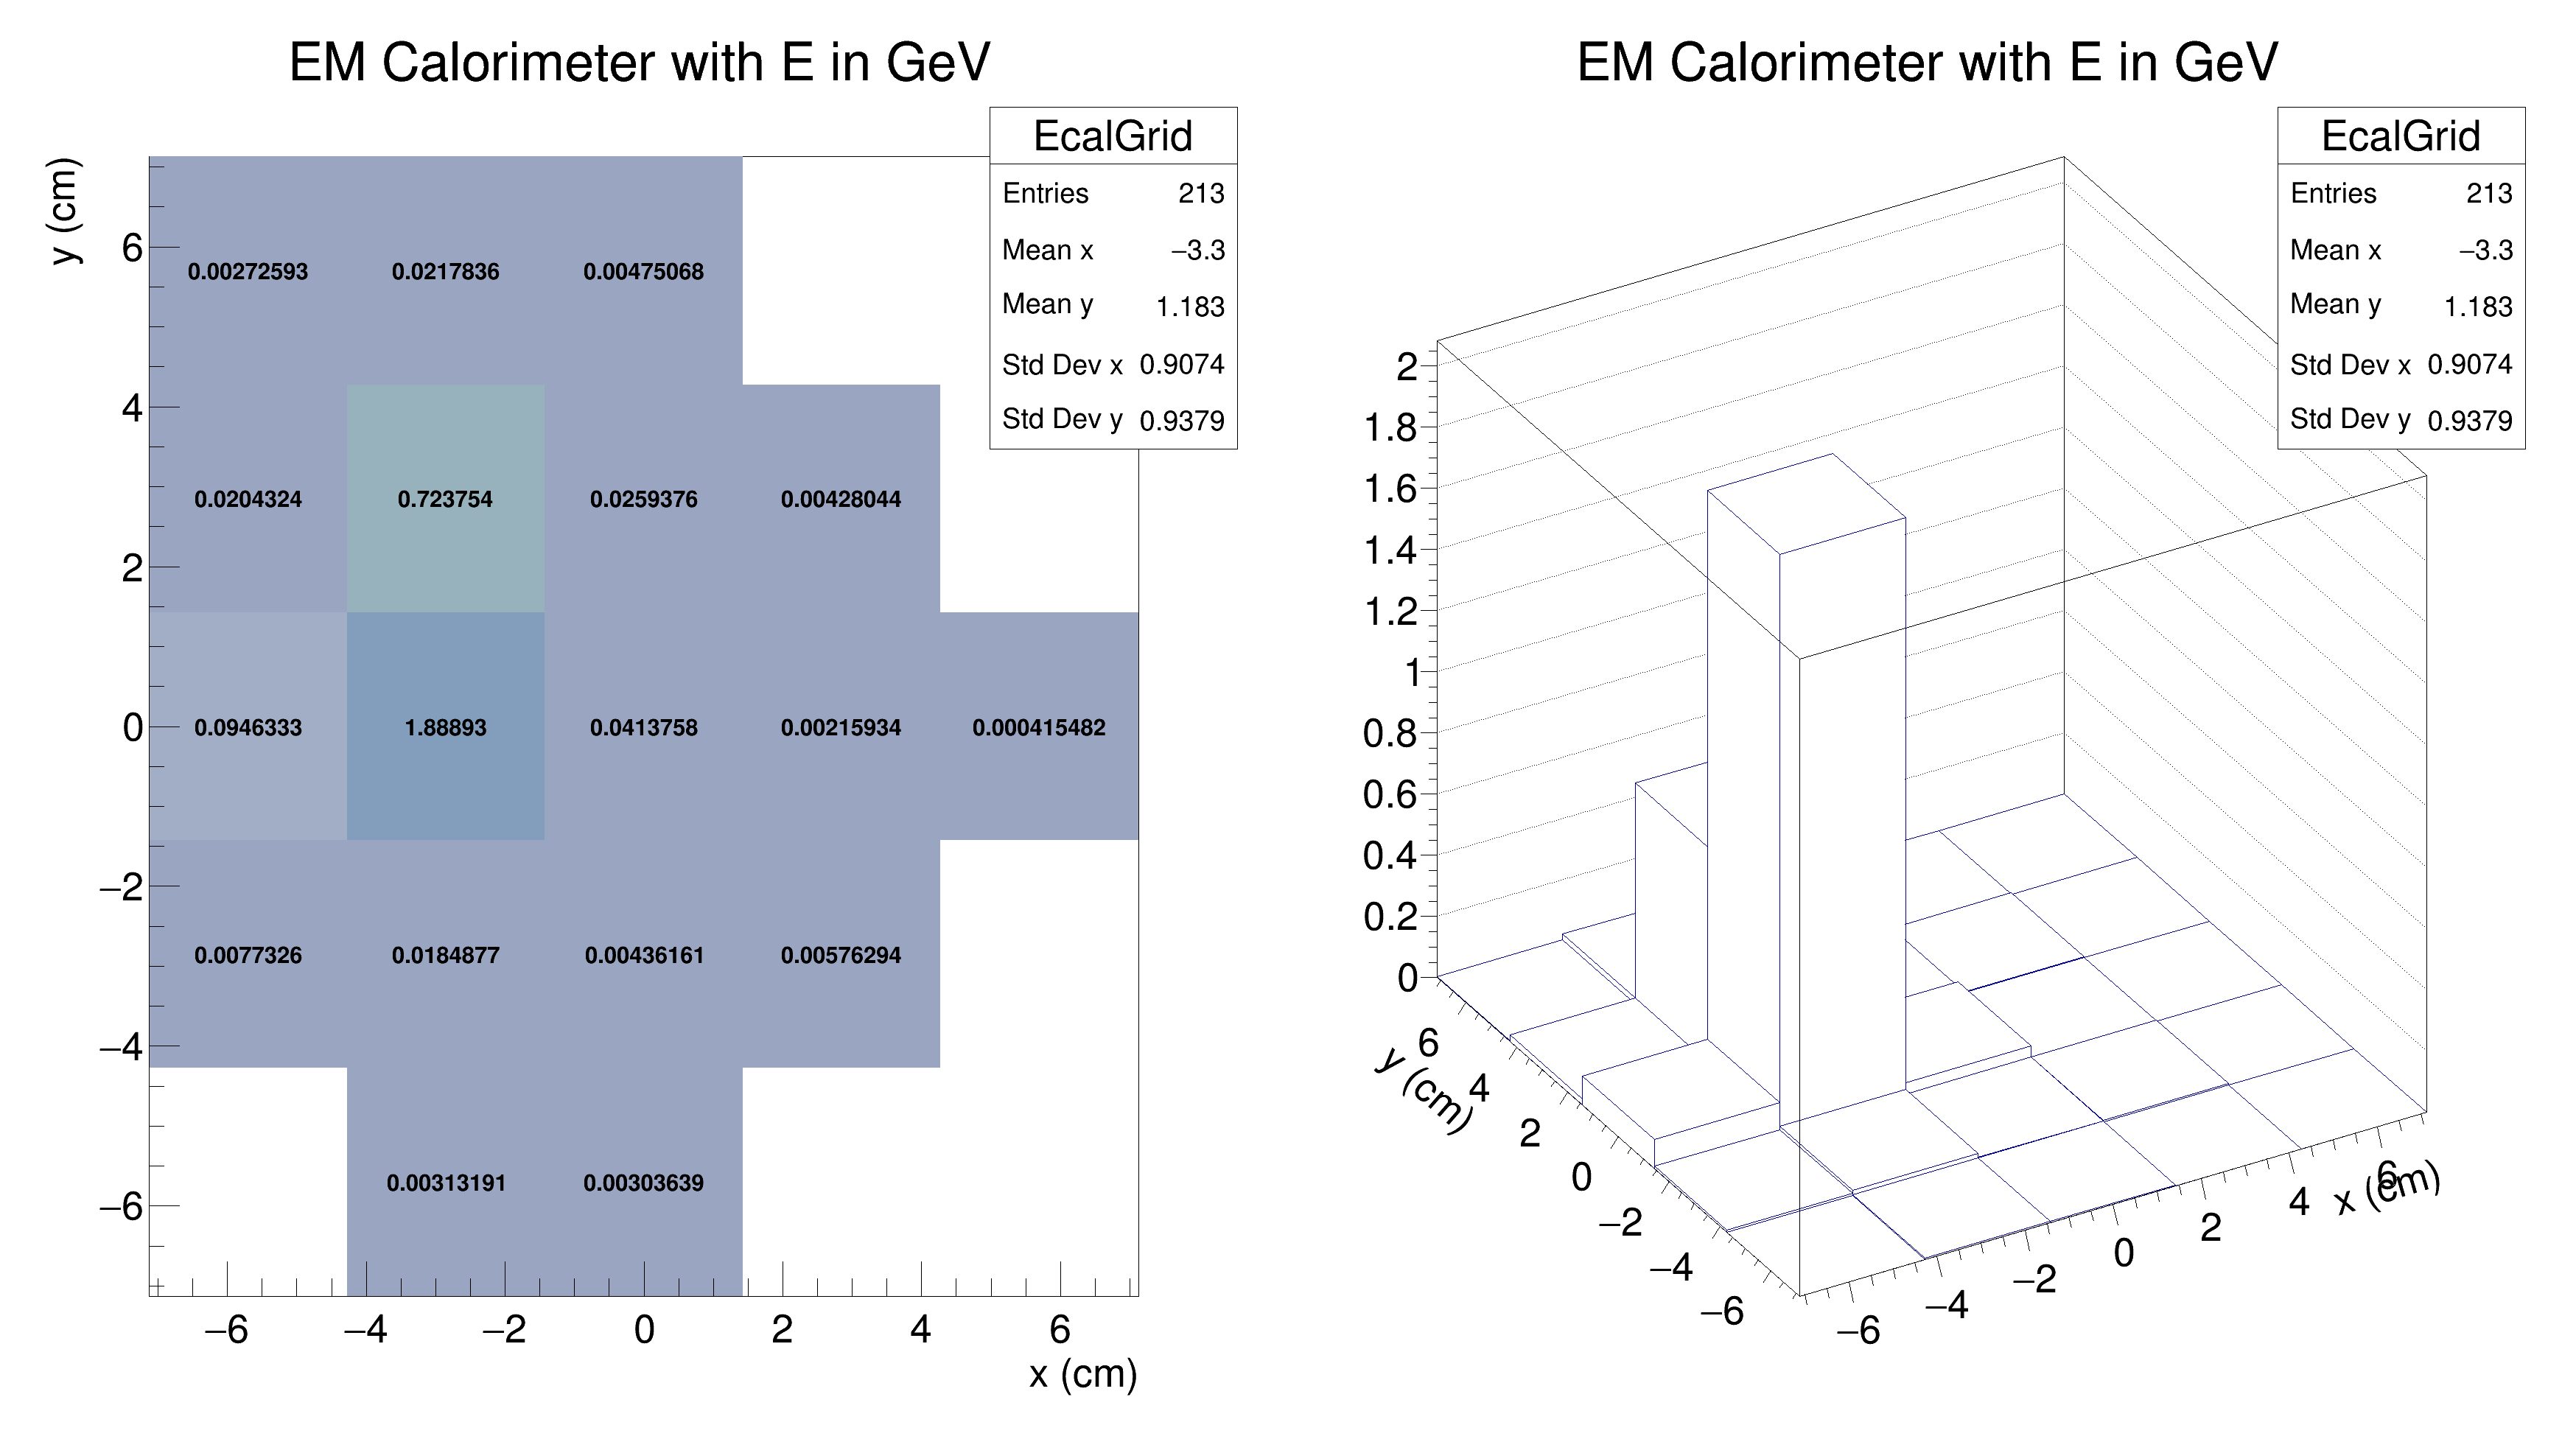 EM Calorimeter with E in GeV
EcalGrid
Entries 213
Mean x −3.3
Mean y 1.183
Std Dev x 0.9074
Std Dev y 0.9379
y (cm)
6
4
2
0
−2
−4
−6
0.00272593 0.0217836 0.00475068
0.0204324 0.723754 0.0259376 0.00428044
0.0946333 1.88893 0.0413758 0.00215934 0.000415482
0.0077326 0.0184877 0.00436161 0.00576294
0.00313191 0.00303639
−6 −4 −2 0 2 4 6
x (cm)
EM Calorimeter with E in GeV
EcalGrid
Entries 213
Mean x −3.3
Mean y 1.183
Std Dev x 0.9074
Std Dev y 0.9379
2
1.8
1.6
1.4
1.2
1
0.8
0.6
0.4
0.2
0
y (cm)
6
4
2
0
−2
−4
−6
−6 −4 −2 0 2 4 6
x (cm)